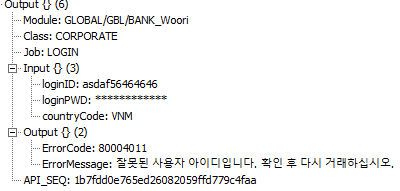 Output {} (6)
Module: GLOBAL/GBL/BANK_Woori
Class: CORPORATE
Job: LOGIN
Input {} (3)
loginID: asdaf56464646
loginPWD: ************
countryCode: VNM
Output {} (2)
ErrorCode: 80004011
ErrorMessage: 잘못된 사용자 아이디입니다. 확인 후 다시 거래하십시오.
API_SEQ: 1b7fdd0e765ed26082059ffd779c4faa